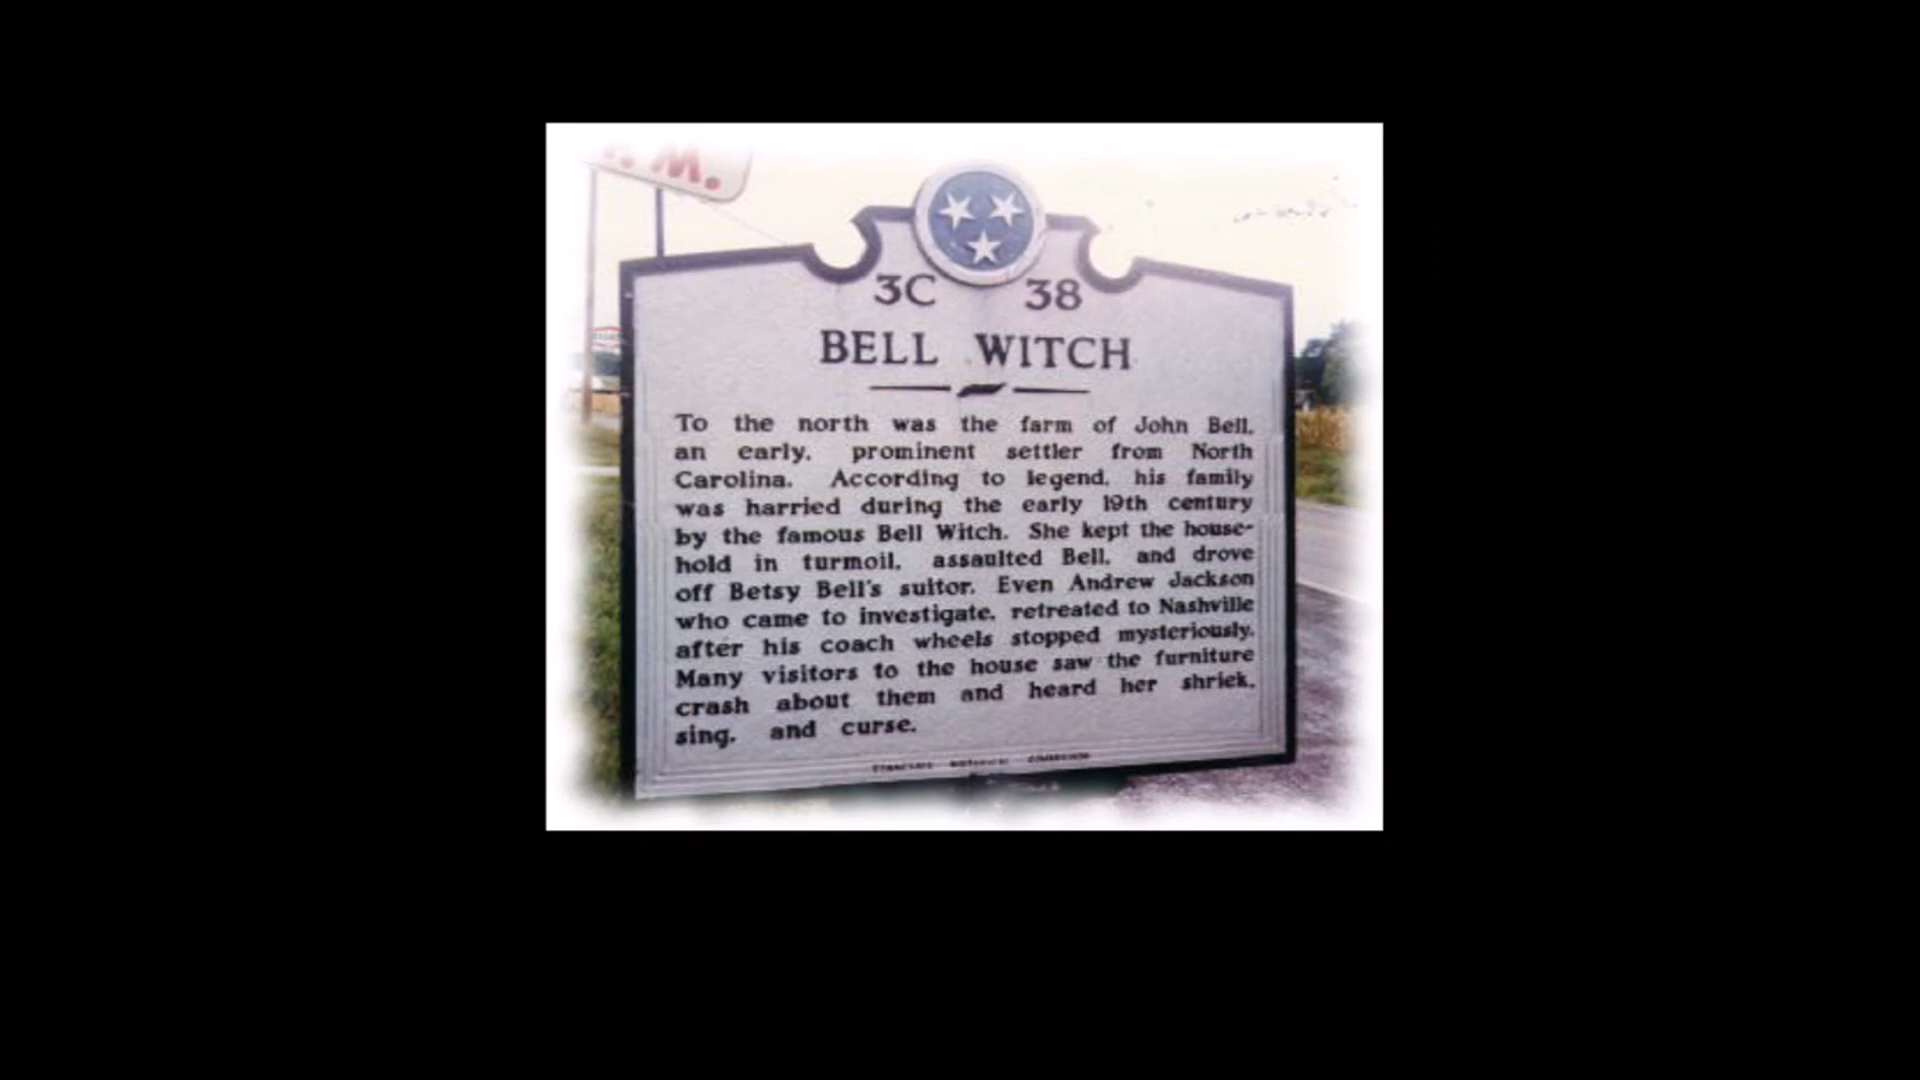 M.
3C 38
BELL WITCH
To the north was the farm of John Bell,
an early, prominent settler from North
Carolina. According to legend, his family
was harried during the early 19th century
by the famous Bell Witch. She kept the house-
hold in turmoil, assaulted Bell, and drove
off Betsy Bell's suitor. Even Andrew Jackson
who came to investigate, retreated to Nashville
after his coach wheels stopped mysteriously.
Many visitors to the house saw the furniture
crash about them and heard her shriek,
sing, and curse.
TENNESSEE HISTORICAL COMMISSION